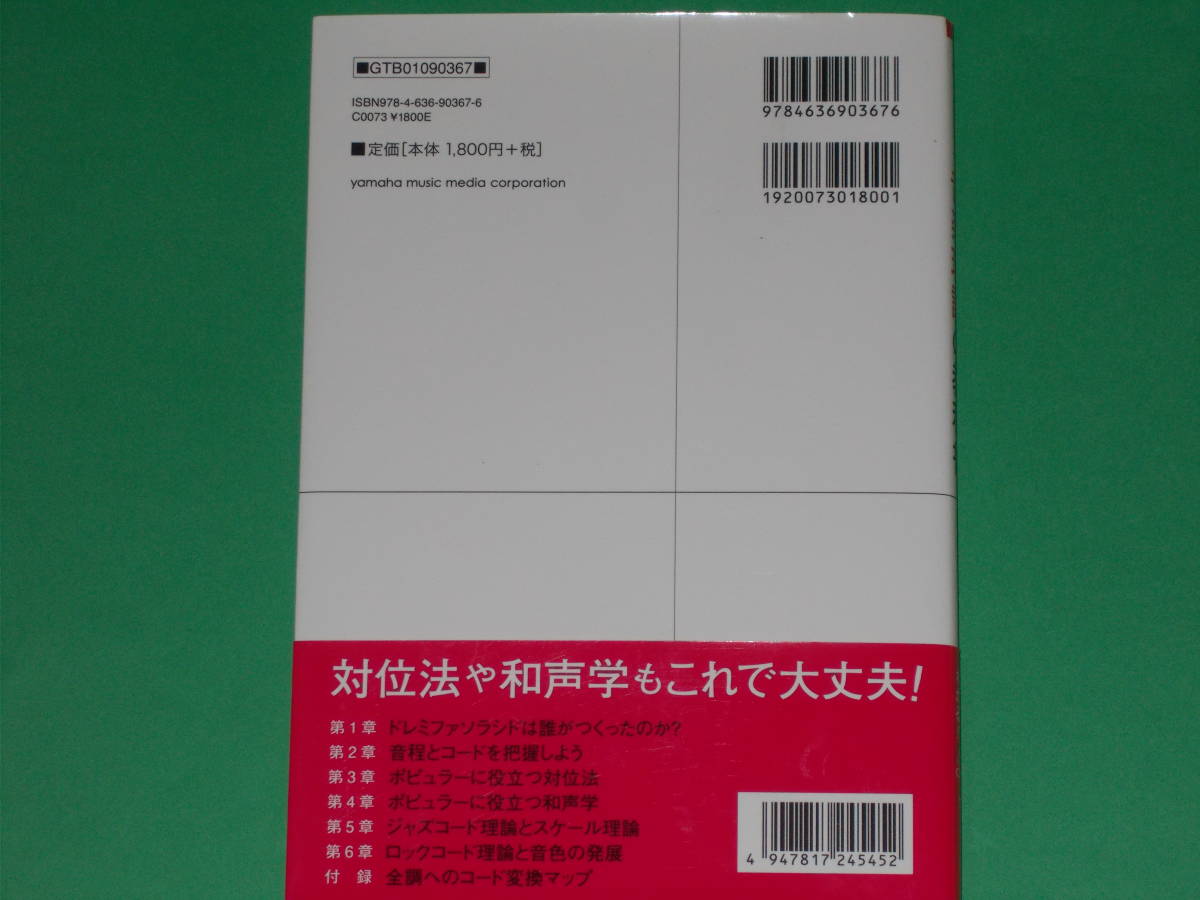 ■GTB01090367■
ISBN978-4-636-90367-6
C0073 ¥1800E
■定価[本体 1,800円+税]
yamaha music media corporation
9784636903676
1920073018001
対位法や和声学もこれで大丈夫!
第1章 ドレミファソラシドは誰がつくったのか?
第2章 音程とコードを把握しよう
第3章 ポピュラーに役立つ対位法
第4章 ポピュラーに役立つ和声学
第5章 ジャズコード理論とスケール理論
第6章 ロックコード理論と音色の発展
付 録 全調へのコード変換マップ
4 947817 245452